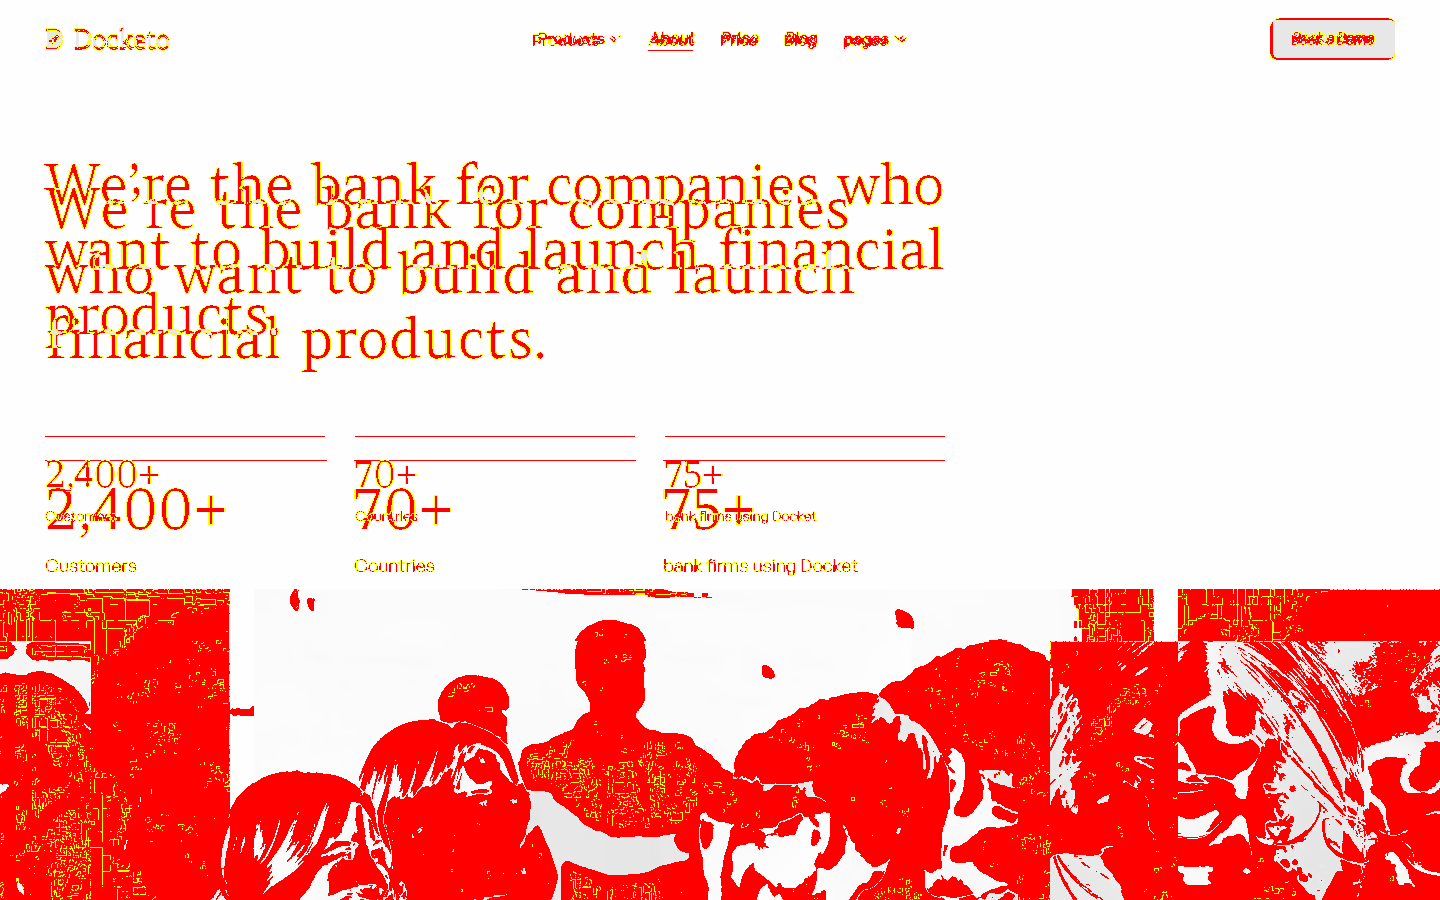 Docketo
Products About Price Blog pages Book a Demo
We’re the bank for companies who
We’re the bank for companies
want to build and launch financial
who want to build and launch
products.
financial products.
2,400+ 70+ 75+
2,400+ 70+ 75+
Customers Countries bank firms using Docket
Customers Countries bank firms using Docket